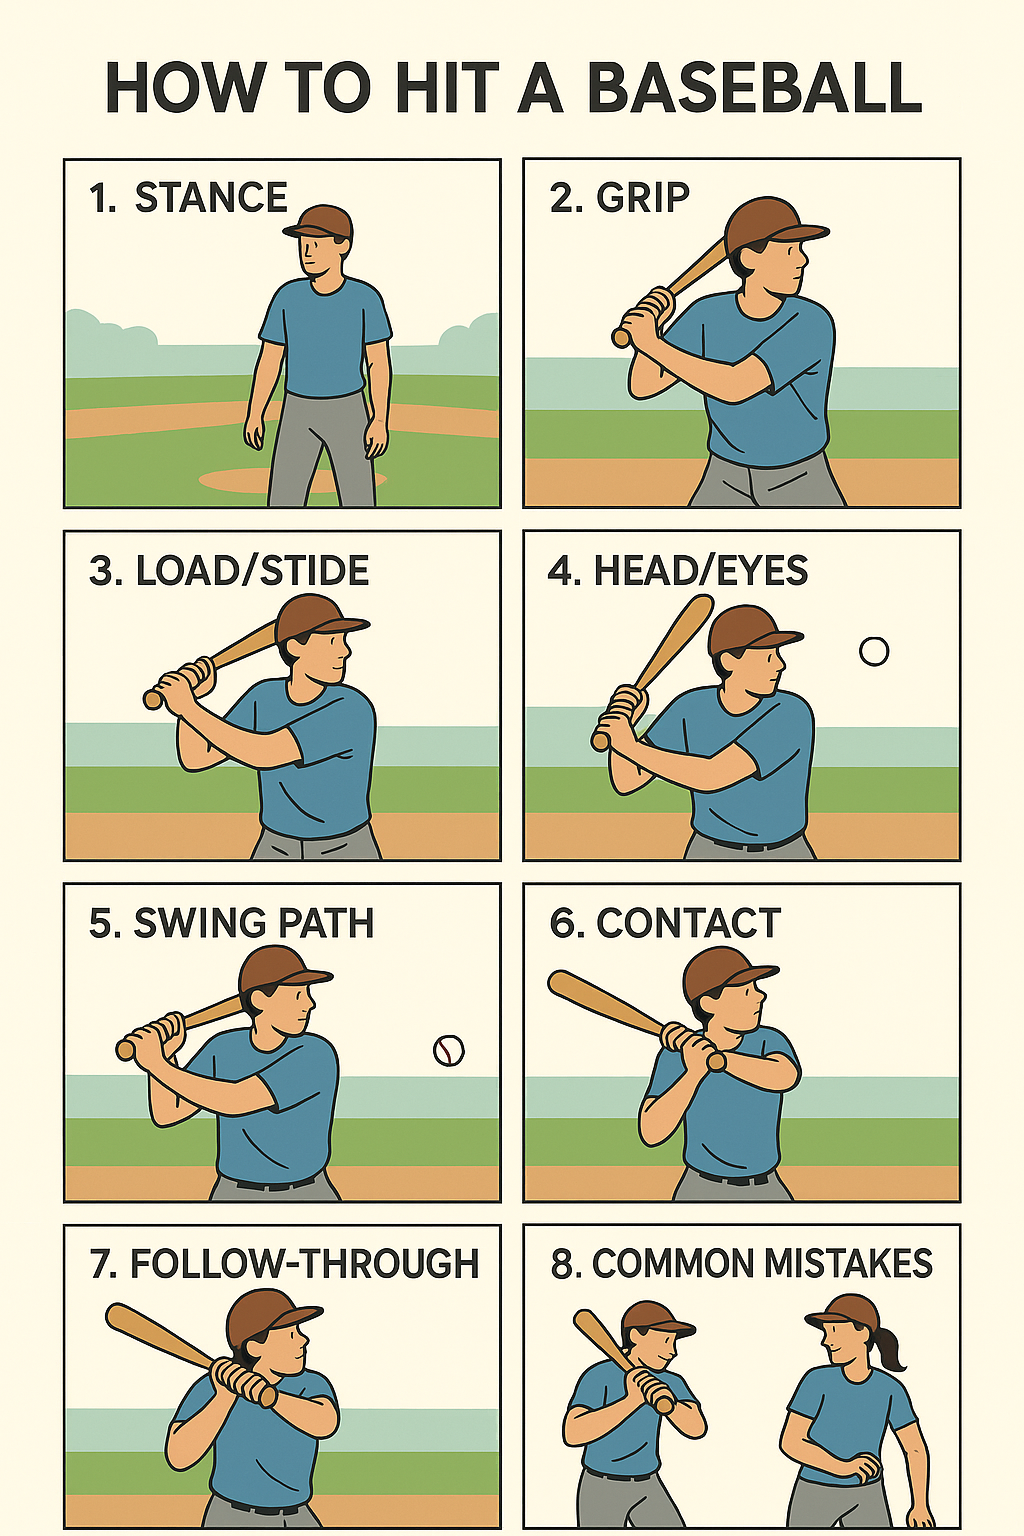 HOW TO HIT A BASEBALL
1. STANCE
2. GRIP
3. LOAD/STIDE
4. HEAD/EYES
5. SWING PATH
6. CONTACT
7. FOLLOW-THROUGH
8. COMMON MISTAKES